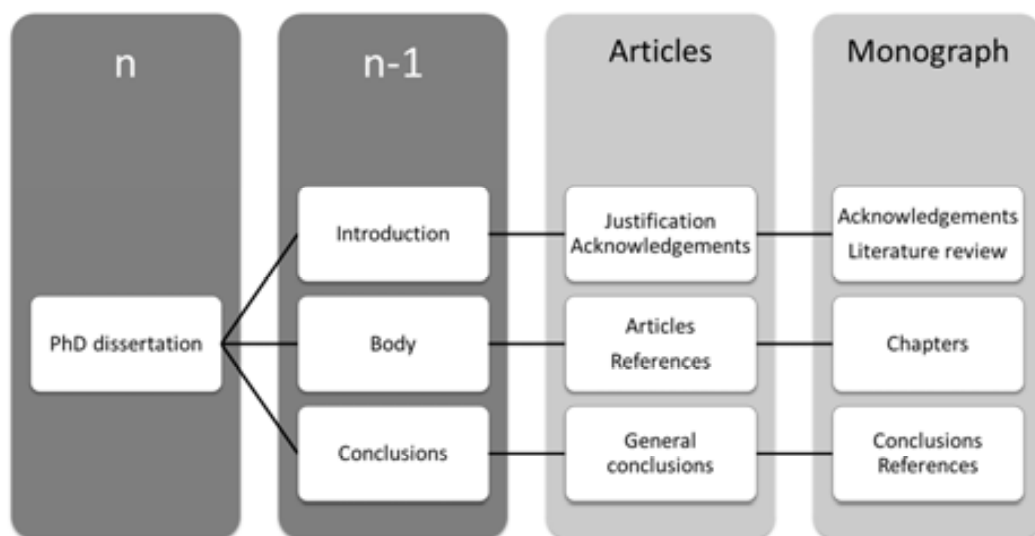 n
n-1
Articles
Monograph
Introduction
Justification
Acknowledgements
Acknowledgements
Literature review
PhD dissertation
Body
Articles
References
Chapters
Conclusions
General
conclusions
Conclusions
References